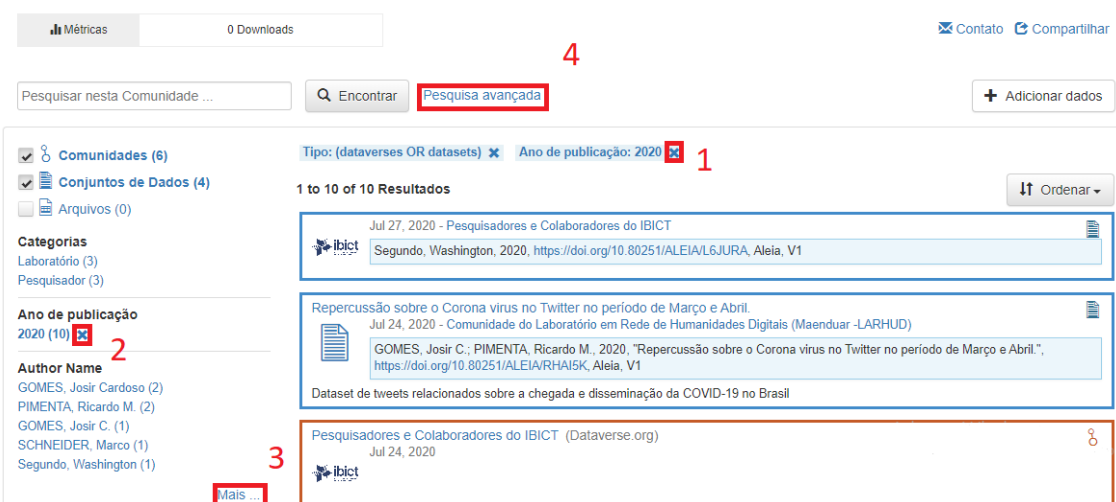 Métricas
0 Downloads
Contato
Compartilhar
4
Pesquisar nesta Comunidade ...
Encontrar
Pesquisa avançada
Adicionar dados
Comunidades (6)
Conjuntos de Dados (4)
Arquivos (0)
Categorias
Laboratório (3)
Pesquisador (3)
Ano de publicação
2020 (10)
2
Author Name
GOMES, Josir Cardoso (2)
PIMENTA, Ricardo M. (2)
GOMES, Josir C. (1)
SCHNEIDER, Marco (1)
Segundo, Washington (1)
3
Mais ...
Tipo: (dataverses OR datasets)
Ano de publicação: 2020
1
1 to 10 of 10 Resultados
Ordenar
Jul 27, 2020 - Pesquisadores e Colaboradores do IBICT
ibict
Segundo, Washington, 2020, https://doi.org/10.80251/ALEIA/L6JURA, Aleia, V1
Repercussão sobre o Corona virus no Twitter no período de Março e Abril.
Jul 24, 2020 - Comunidade do Laboratório em Rede de Humanidades Digitais (Maenduar -LARHUD)
GOMES, Josir C.; PIMENTA, Ricardo M., 2020, "Repercussão sobre o Corona virus no Twitter no período de Março e Abril.",
https://doi.org/10.80251/ALEIA/RHAI5K, Aleia, V1
Dataset de tweets relacionados sobre a chegada e disseminação da COVID-19 no Brasil
Pesquisadores e Colaboradores do IBICT (Dataverse.org)
Jul 24, 2020
ibict